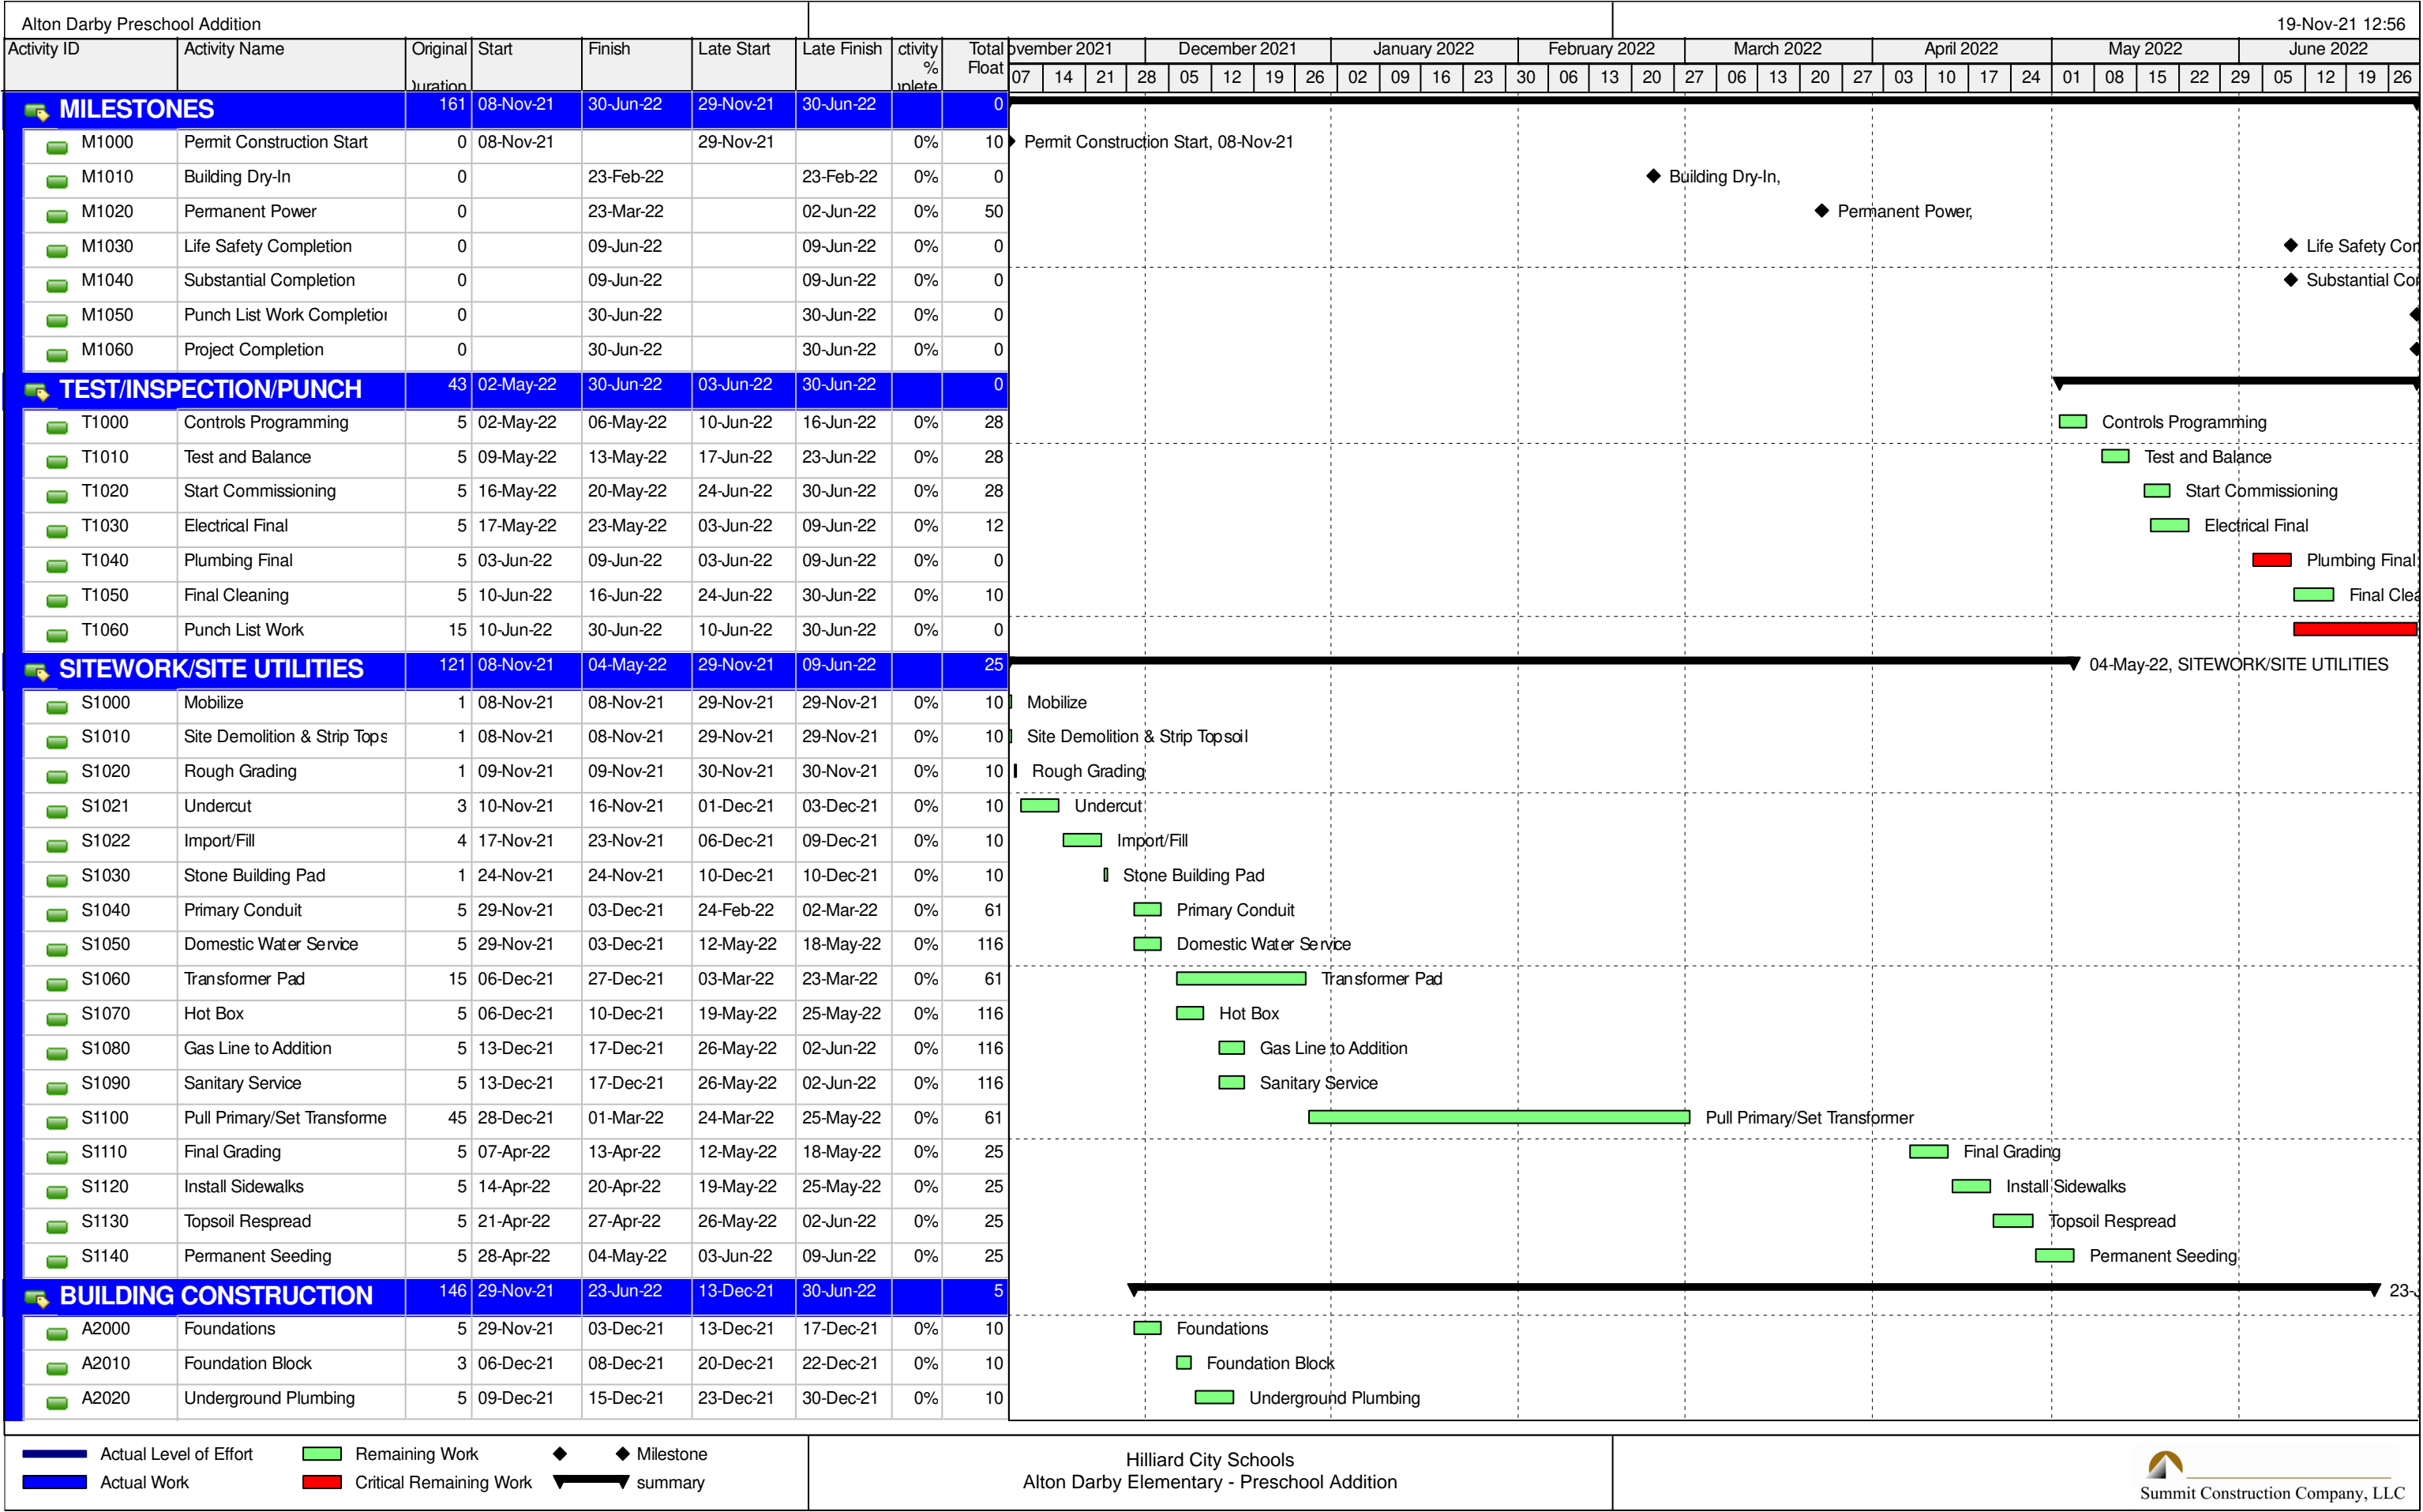 Alton Darby Preschool Addition 19-Nov-21 12:56
Activity ID Activity Name Original Duration Start Finish Late Start Late Finish ctivity % nplete Total Float ovember 2021 December 2021 January 2022 February 2022 March 2022 April 2022 May 2022 June 2022
07 14 21 28 05 12 19 26 02 09 16 23 30 06 13 20 27 06 13 20 27 03 10 17 24 01 08 15 22 29 05 12 19 26
MILESTONES 161 08-Nov-21 30-Jun-22 29-Nov-21 30-Jun-22 0
M1000 Permit Construction Start 0 08-Nov-21 29-Nov-21 0% 10 Permit Construction Start, 08-Nov-21
M1010 Building Dry-In 0 23-Feb-22 23-Feb-22 0% 0 Building Dry-In,
M1020 Permanent Power 0 23-Mar-22 02-Jun-22 0% 50 Permanent Power,
M1030 Life Safety Completion 0 09-Jun-22 09-Jun-22 0% 0 Life Safety Con
M1040 Substantial Completion 0 09-Jun-22 09-Jun-22 0% 0 Substantial Con
M1050 Punch List Work Completion 0 30-Jun-22 30-Jun-22 0% 0
M1060 Project Completion 0 30-Jun-22 30-Jun-22 0% 0
TEST/INSPECTION/PUNCH 43 02-May-22 30-Jun-22 03-Jun-22 30-Jun-22 0
T1000 Controls Programming 5 02-May-22 06-May-22 10-Jun-22 16-Jun-22 0% 28 Controls Programming
T1010 Test and Balance 5 09-May-22 13-May-22 17-Jun-22 23-Jun-22 0% 28 Test and Balance
T1020 Start Commissioning 5 16-May-22 20-May-22 24-Jun-22 30-Jun-22 0% 28 Start Commissioning
T1030 Electrical Final 5 17-May-22 23-May-22 03-Jun-22 09-Jun-22 0% 12 Electrical Final
T1040 Plumbing Final 5 03-Jun-22 09-Jun-22 03-Jun-22 09-Jun-22 0% 0 Plumbing Final
T1050 Final Cleaning 5 10-Jun-22 16-Jun-22 24-Jun-22 30-Jun-22 0% 10 Final Clea
T1060 Punch List Work 15 10-Jun-22 30-Jun-22 10-Jun-22 30-Jun-22 0% 0
SITEWORK/SITE UTILITIES 121 08-Nov-21 04-May-22 29-Nov-21 09-Jun-22 25 04-May-22, SITEWORK/SITE UTILITIES
S1000 Mobilize 1 08-Nov-21 08-Nov-21 29-Nov-21 29-Nov-21 0% 10 Mobilize
S1010 Site Demolition & Strip Tops 1 08-Nov-21 08-Nov-21 29-Nov-21 29-Nov-21 0% 10 Site Demolition & Strip Topsoil
S1020 Rough Grading 1 09-Nov-21 09-Nov-21 30-Nov-21 30-Nov-21 0% 10 Rough Grading
S1021 Undercut 3 10-Nov-21 16-Nov-21 01-Dec-21 03-Dec-21 0% 10 Undercut
S1022 Import/Fill 4 17-Nov-21 23-Nov-21 06-Dec-21 09-Dec-21 0% 10 Import/Fill
S1030 Stone Building Pad 1 24-Nov-21 24-Nov-21 10-Dec-21 10-Dec-21 0% 10 Stone Building Pad
S1040 Primary Conduit 5 29-Nov-21 03-Dec-21 24-Feb-22 02-Mar-22 0% 61 Primary Conduit
S1050 Domestic Water Service 5 29-Nov-21 03-Dec-21 12-May-22 18-May-22 0% 116 Domestic Water Service
S1060 Transformer Pad 15 06-Dec-21 27-Dec-21 03-Mar-22 23-Mar-22 0% 61 Transformer Pad
S1070 Hot Box 5 06-Dec-21 10-Dec-21 19-May-22 25-May-22 0% 116 Hot Box
S1080 Gas Line to Addition 5 13-Dec-21 17-Dec-21 26-May-22 02-Jun-22 0% 116 Gas Line to Addition
S1090 Sanitary Service 5 13-Dec-21 17-Dec-21 26-May-22 02-Jun-22 0% 116 Sanitary Service
S1100 Pull Primary/Set Transforme 45 28-Dec-21 01-Mar-22 24-Mar-22 25-May-22 0% 61 Pull Primary/Set Transformer
S1110 Final Grading 5 07-Apr-22 13-Apr-22 12-May-22 18-May-22 0% 25 Final Grading
S1120 Install Sidewalks 5 14-Apr-22 20-Apr-22 19-May-22 25-May-22 0% 25 Install Sidewalks
S1130 Topsoil Respread 5 21-Apr-22 27-Apr-22 26-May-22 02-Jun-22 0% 25 Topsoil Respread
S1140 Permanent Seeding 5 28-Apr-22 04-May-22 03-Jun-22 09-Jun-22 0% 25 Permanent Seeding
BUILDING CONSTRUCTION 146 29-Nov-21 23-Jun-22 13-Dec-21 30-Jun-22 5 23-J
A2000 Foundations 5 29-Nov-21 03-Dec-21 13-Dec-21 17-Dec-21 0% 10 Foundations
A2010 Foundation Block 3 06-Dec-21 08-Dec-21 20-Dec-21 22-Dec-21 0% 10 Foundation Block
A2020 Underground Plumbing 5 09-Dec-21 15-Dec-21 23-Dec-21 30-Dec-21 0% 10 Underground Plumbing
Actual Level of Effort Remaining Work Milestone
Actual Work Critical Remaining Work summary
Hilliard City Schools
Alton Darby Elementary - Preschool Addition
Summit Construction Company, LLC